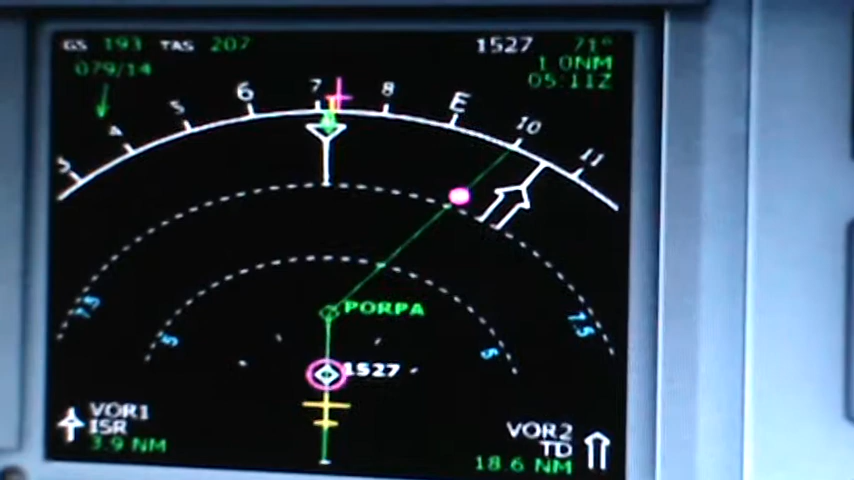 GS 193 TAS 207
079/14
1527 71°
1.0NM
05:11Z
3 4 5 6 7 8 E 10 11
7.5 7.5
5 5
PORPA
1527
VOR1
ISR
3.9 NM
VOR2
TD
18.6 NM